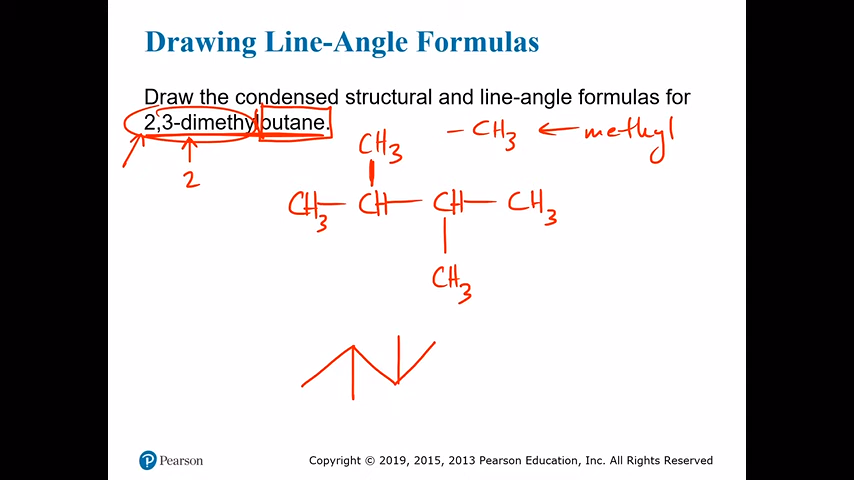 Drawing Line-Angle Formulas
Draw the condensed structural and line-angle formulas for
2,3-dimethylbutane.
- CH3 ← methyl
CH3
2
CH3 - CH - CH - CH3
CH3
Pearson
Copyright © 2019, 2015, 2013 Pearson Education, Inc. All Rights Reserved